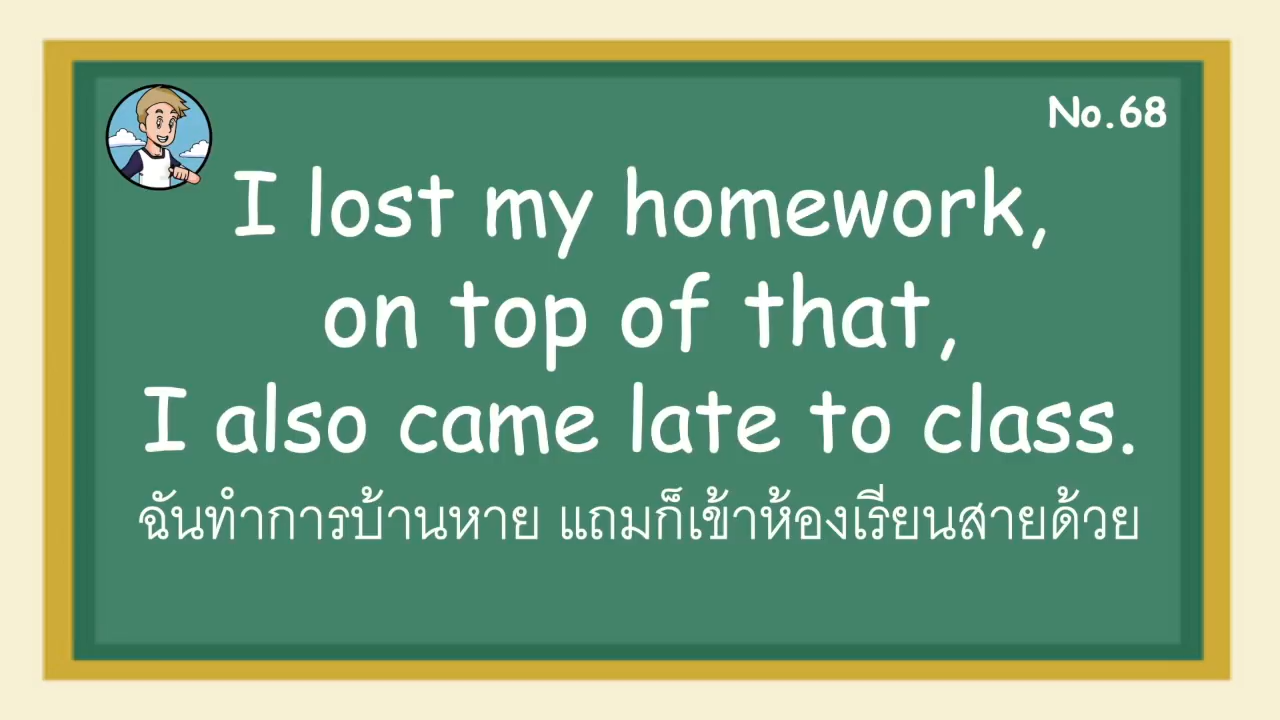 No.68
I lost my homework,
on top of that,
I also came late to class.
ฉันทำการบ้านหาย แถมก็เข้าห้องเรียนสายด้วย